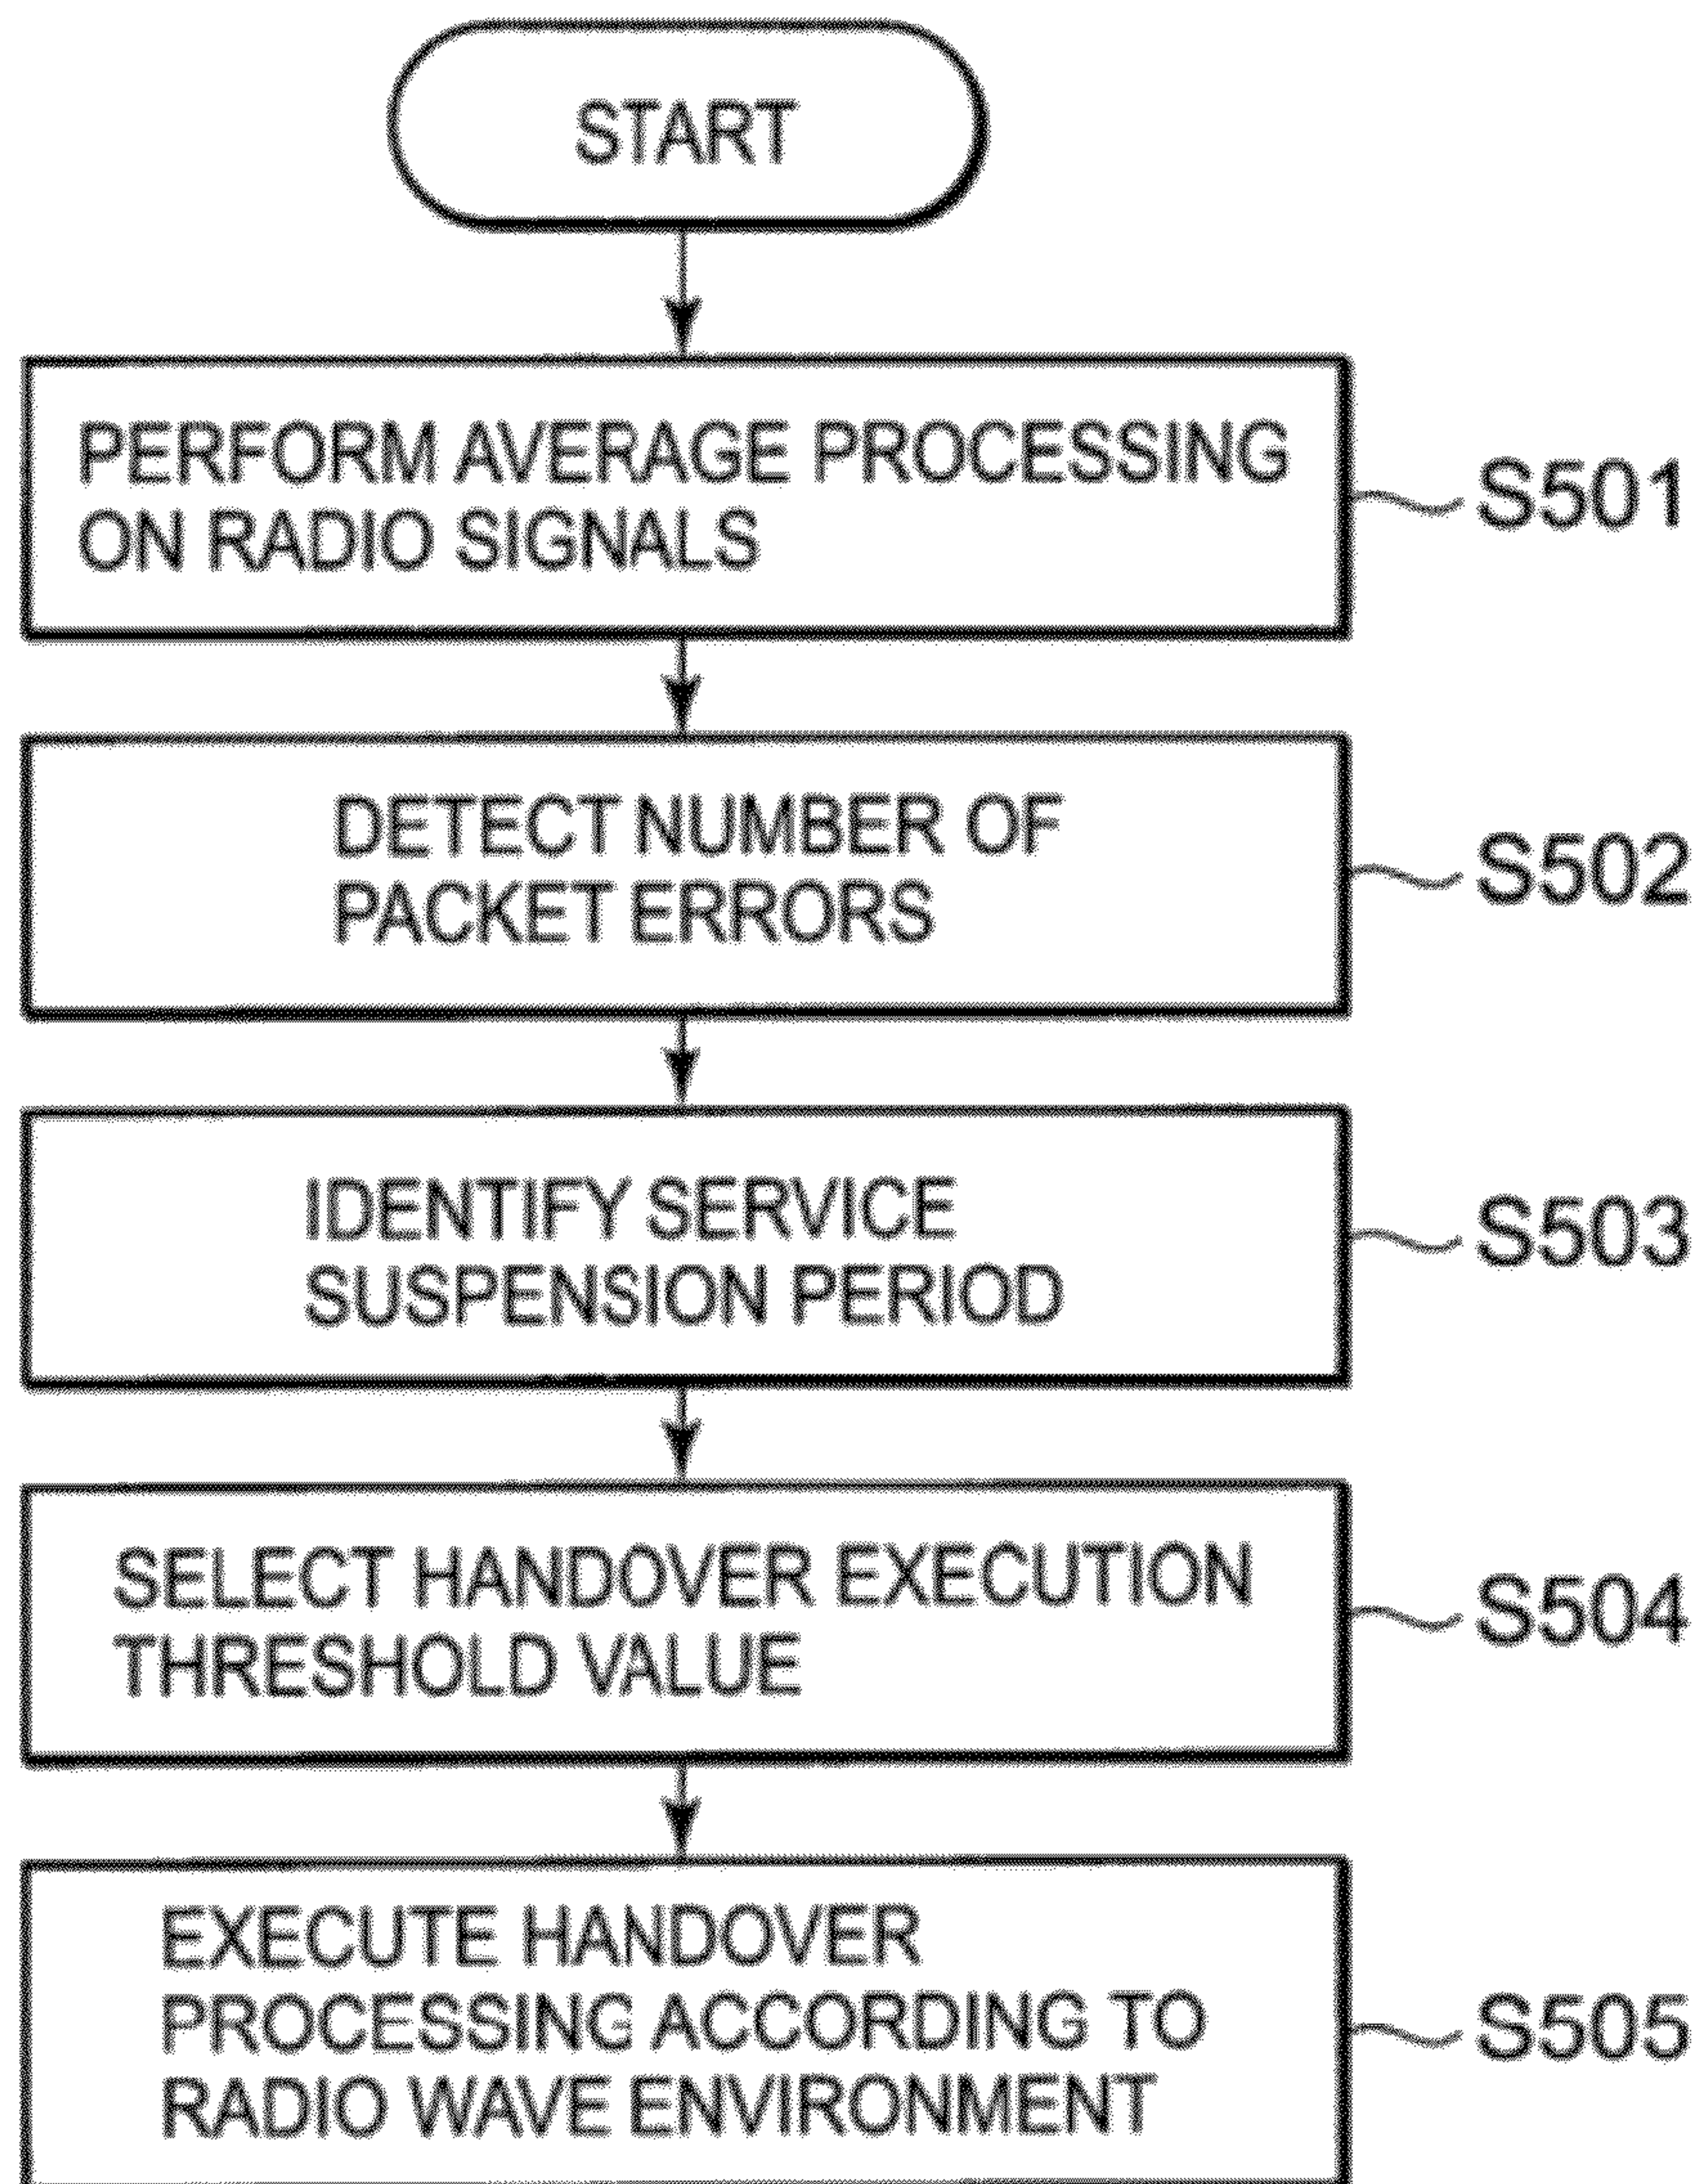 START
PERFORM AVERAGE PROCESSING
ON RADIO SIGNALS
S501
DETECT NUMBER OF
PACKET ERRORS
S502
IDENTIFY SERVICE
SUSPENSION PERIOD
S503
SELECT HANDOVER EXECUTION
THRESHOLD VALUE
S504
EXECUTE HANDOVER
PROCESSING ACCORDING TO
RADIO WAVE ENVIRONMENT
S505